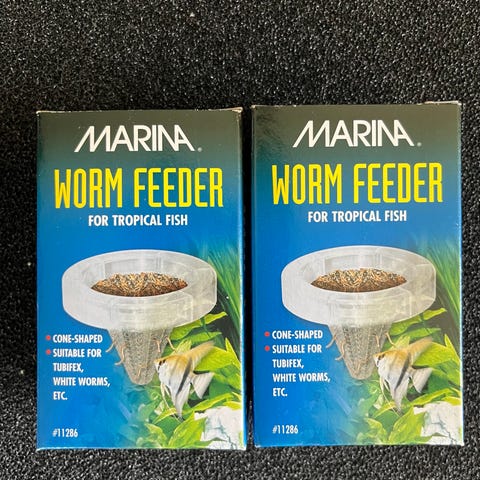 MARINA®
WORM FEEDER
FOR TROPICAL FISH
CONE-SHAPED
SUITABLE FOR
TUBIFEX,
WHITE WORMS,
ETC.
#11286
MARINA®
WORM FEEDER
FOR TROPICAL FISH
CONE-SHAPED
SUITABLE FOR
TUBIFEX,
WHITE WORMS,
ETC.
#11286